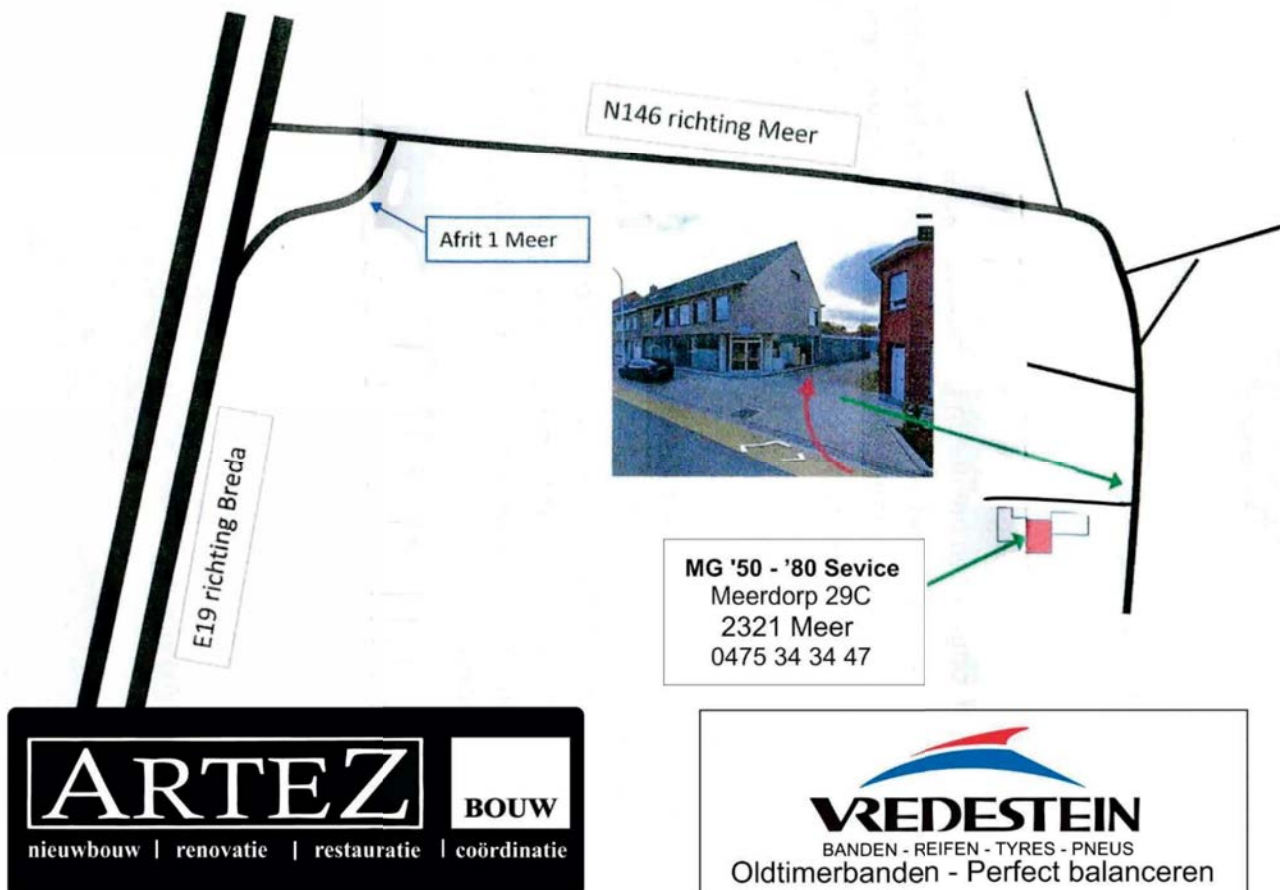 N146 richting Meer
Afrit 1 Meer
E19 richting Breda
MG '50 - '80 Sevice
Meerdorp 29C
2321 Meer
0475 34 34 47
ARTEZ
BOUW
nieuwbouw | renovatie | restauratie | coördinatie
VREDESTEIN
BANDEN - REIFEN - TYRES - PNEUS
Oldtimerbanden - Perfect balanceren